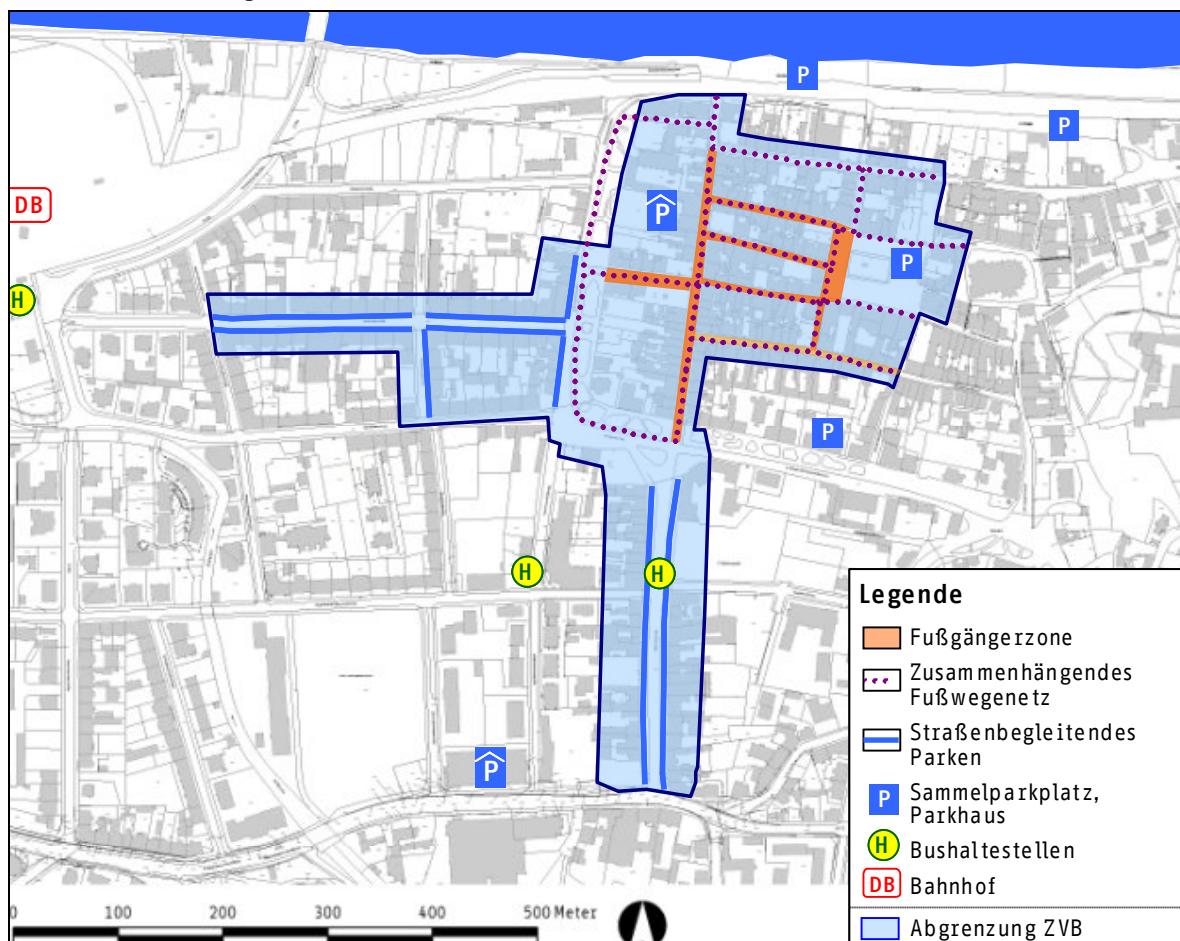 P
P
P
DB
P
H
P
H
H
P
Legende
Fußgängerzone
Zusammenhängendes
Fußwegenetz
Straßenbegleitendes
Parken
P Sammelparkplatz,
Parkhaus
H Bushaltestellen
DB Bahnhof
Abgrenzung ZVB
0 100 200 300 400 500 Meter